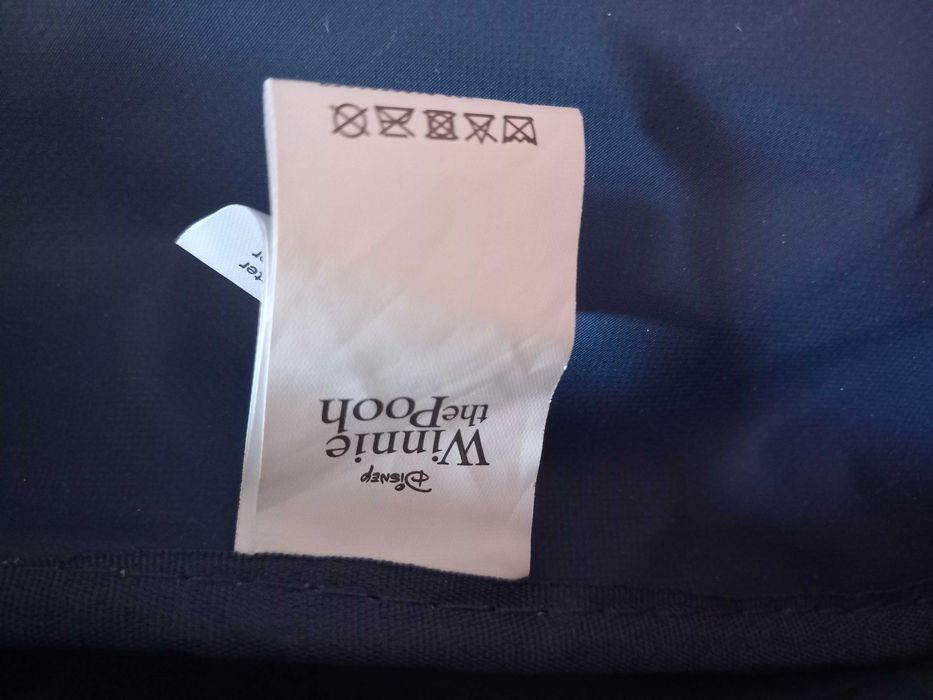 Disney
Winnie
the Pooh